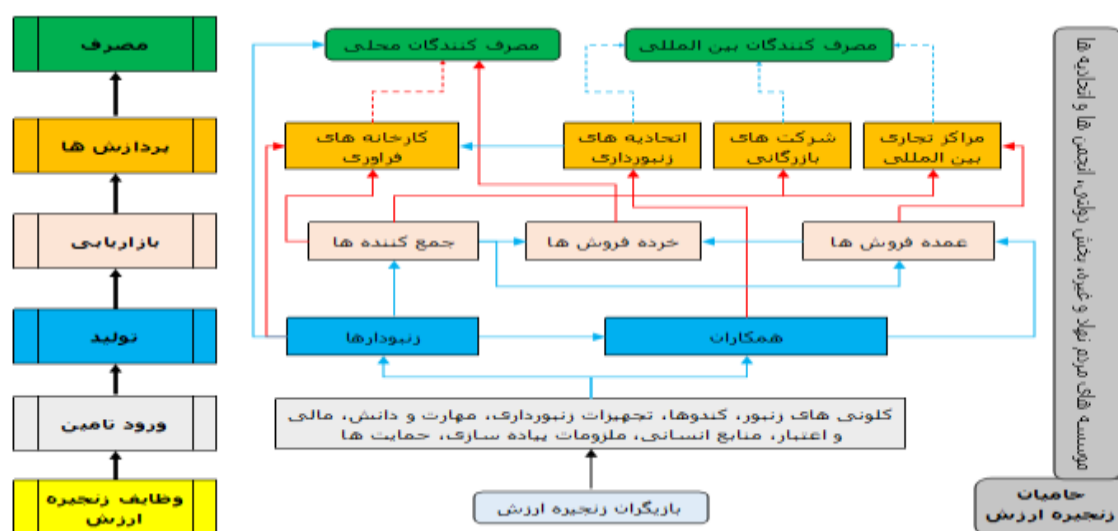 مصرف
پردازش ها
بازاریابی
تولید
ورود تامین
وظایف زنجیره
ارزش
مصرف کنندگان محلی
مصرف کنندگان بین المللی
کارخانه های
فراوری
اتحادیه های
زنبورداری
شرکت های
بازرگانی
مراکز تجاری
بین المللی
جمع کننده ها
خرده فروش ها
عمده فروش ها
زنبودارها
همکاران
کلونی های زنبور، کندوها، تجهیزات زنبورداری، مهارت و دانش، مالی
و اعتبار، منابع انسانی، ملزومات پیاده سازی، حمایت ها
بازیگران زنجیره ارزش
موسسه های مردم نهلا و غیره، بخش دولتی، انجمن ها و اتحادیه ها
حامیان
زنجیره ارزش